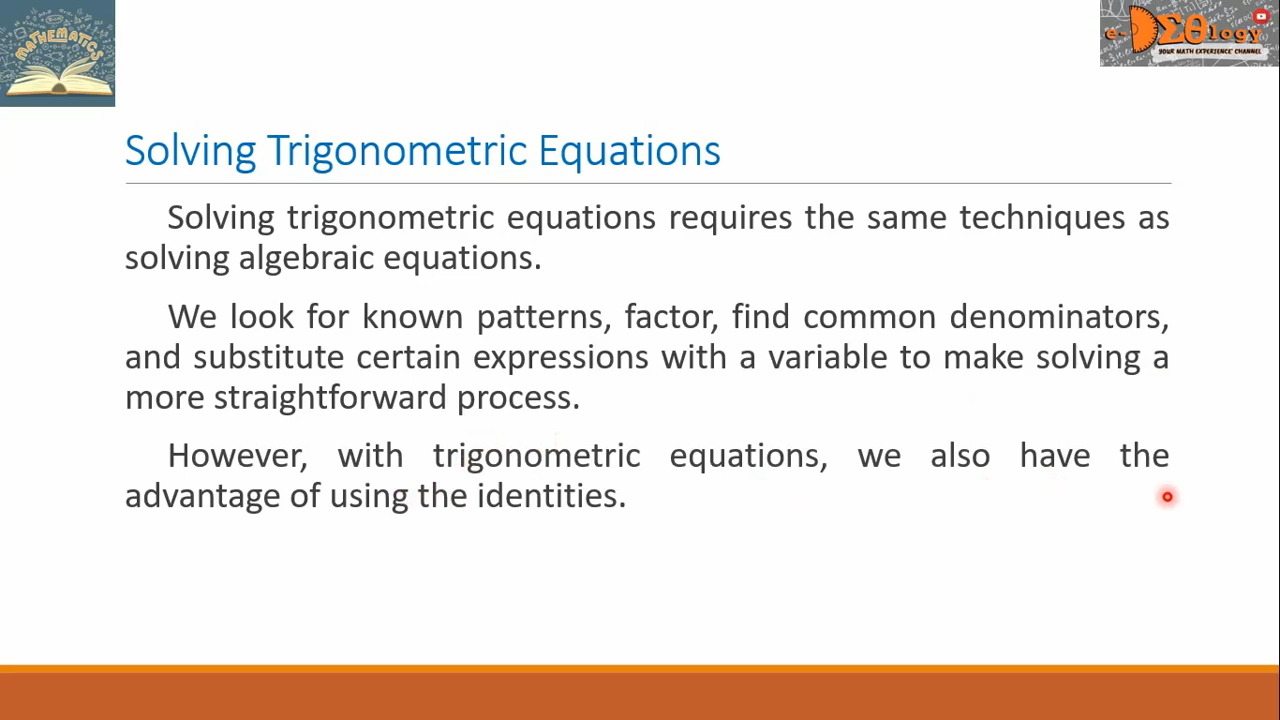 MATHEMATICS
e-DΣθlogy
YOUR MATH EXPERIENCE CHANNEL
Solving Trigonometric Equations
Solving trigonometric equations requires the same techniques as
solving algebraic equations.
We look for known patterns, factor, find common denominators,
and substitute certain expressions with a variable to make solving a
more straightforward process.
However, with trigonometric equations, we also have the
advantage of using the identities.